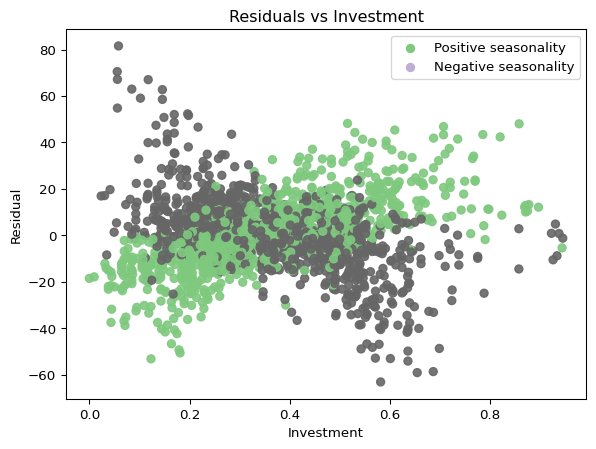 Residuals vs Investment
Positive seasonality
Negative seasonality
80
60
40
20
0
−20
−40
−60
Residual
0.0 0.2 0.4 0.6 0.8
Investment